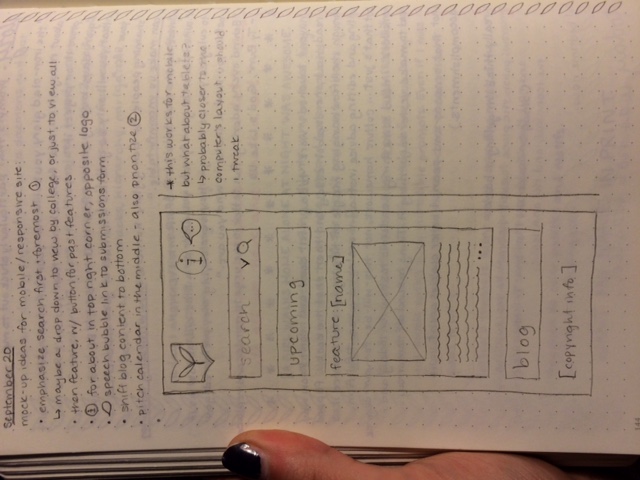 September 20
mock-up ideas for mobile/responsive site:
• emphasize search first + foremost ①
↳ maybe a drop down to new by college, or just to view all
• then feature, w/ button for past features
• ⓘ for about in top right corner, opposite logo
• speech bubble link to submissions form
• shift blog content to bottom
• pitch calendar in the middle - also prioritize ②
•
* this works for mobile
but what about tablets?
↳ probably closer to the
computer's layout
tweak
i
search
upcoming
feature: [name]
...
blog
[copyright info]
144